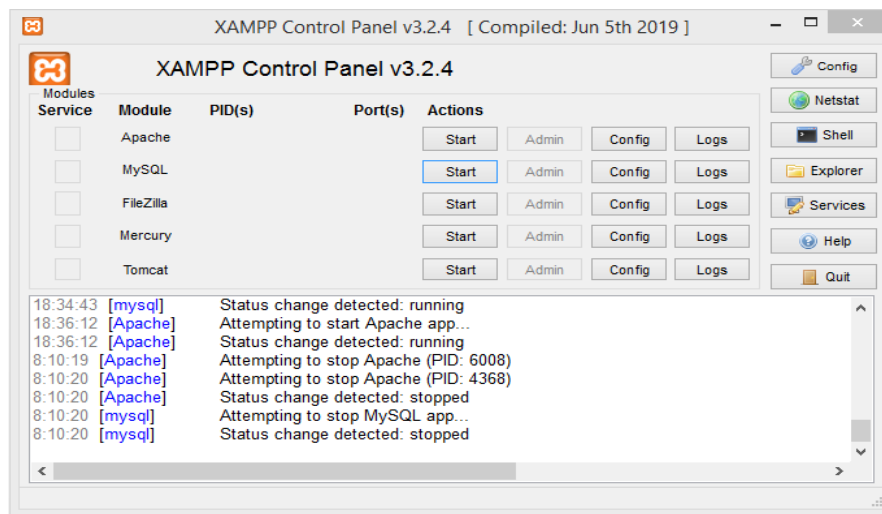 XAMPP Control Panel v3.2.4 [ Compiled: Jun 5th 2019 ]
XAMPP Control Panel v3.2.4
Config
Modules
Service Module PID(s) Port(s) Actions
Netstat
Apache Start Admin Config Logs
Shell
MySQL Start Admin Config Logs
Explorer
FileZilla Start Admin Config Logs
Services
Mercury Start Admin Config Logs
Help
Tomcat Start Admin Config Logs
Quit
18:34:43 [mysql] Status change detected: running
18:36:12 [Apache] Attempting to start Apache app...
18:36:12 [Apache] Status change detected: running
8:10:19 [Apache] Attempting to stop Apache (PID: 6008)
8:10:20 [Apache] Attempting to stop Apache (PID: 4368)
8:10:20 [Apache] Status change detected: stopped
8:10:20 [mysql] Attempting to stop MySQL app...
8:10:20 [mysql] Status change detected: stopped